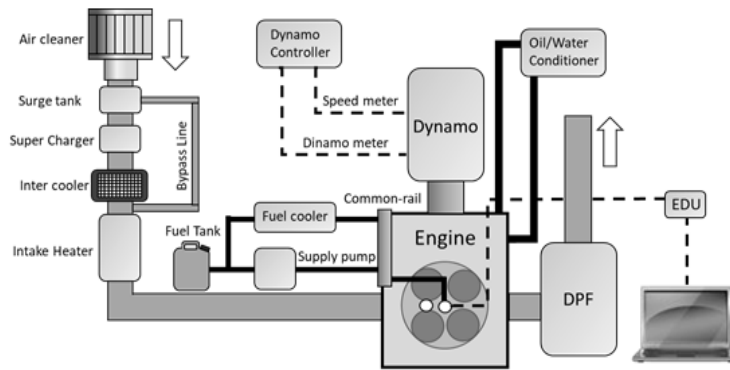 Air cleaner
Surge tank
Super Charger
Inter cooler
Intake Heater
Bypass Line
Fuel Tank
Fuel cooler
Supply pump
Common-rail
Dynamo
Controller
Speed meter
Dinamo meter
Dynamo
Engine
Oil/Water
Conditioner
EDU
DPF